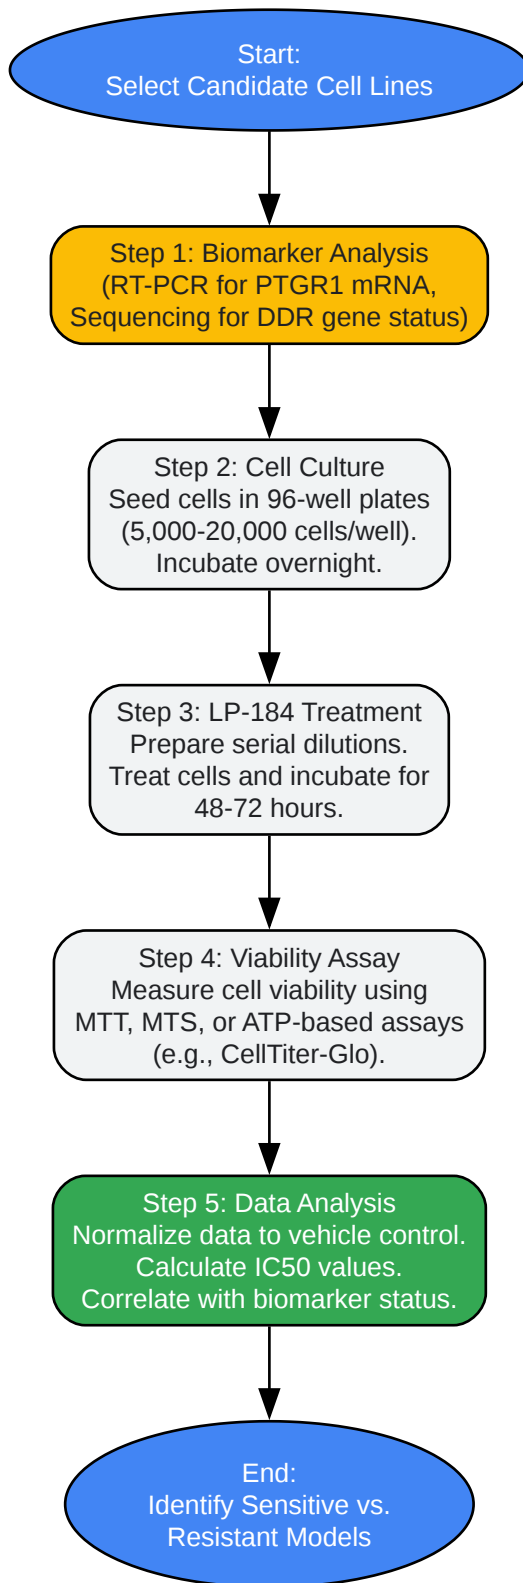 Start:
Select Candidate Cell Lines
Step 1: Biomarker Analysis
(RT-PCR for PTGR1 mRNA,
Sequencing for DDR gene status)
Step 2: Cell Culture
Seed cells in 96-well plates
(5,000-20,000 cells/well).
Incubate overnight.
Step 3: LP-184 Treatment
Prepare serial dilutions.
Treat cells and incubate for
48-72 hours.
Step 4: Viability Assay
Measure cell viability using
MTT, MTS, or ATP-based assays
(e.g., CellTiter-Glo).
Step 5: Data Analysis
Normalize data to vehicle control.
Calculate IC50 values.
Correlate with biomarker status.
End:
Identify Sensitive vs.
Resistant Models